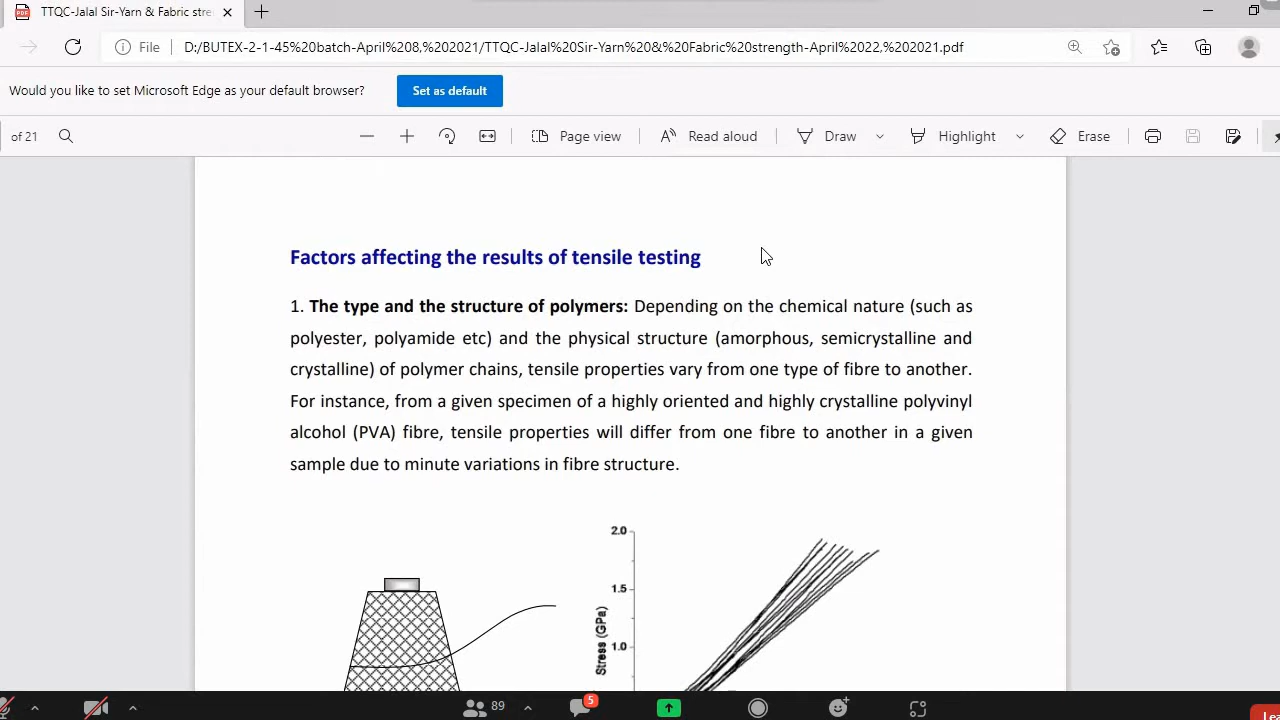 TTQC-Jalal Sir-Yarn & Fabric stre
File
D:/BUTEX-2-1-45%20batch-April%208,%202021/TTQC-Jalal%20Sir-Yarn%20&%20Fabric%20strength-April%2022,%202021.pdf
Would you like to set Microsoft Edge as your default browser?
Set as default
of 21
Page view
Read aloud
Draw
Highlight
Erase
Factors affecting the results of tensile testing
1. The type and the structure of polymers: Depending on the chemical nature (such as
polyester, polyamide etc) and the physical structure (amorphous, semicrystalline and
crystalline) of polymer chains, tensile properties vary from one type of fibre to another.
For instance, from a given specimen of a highly oriented and highly crystalline polyvinyl
alcohol (PVA) fibre, tensile properties will differ from one fibre to another in a given
sample due to minute variations in fibre structure.
2.0
1.5
1.0
Stress (GPa)
89
5